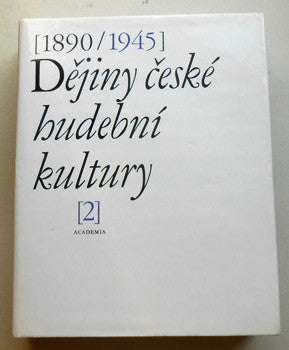 [1890/1945]
Dějiny české
hudební
kultury
[2]
ACADEMIA